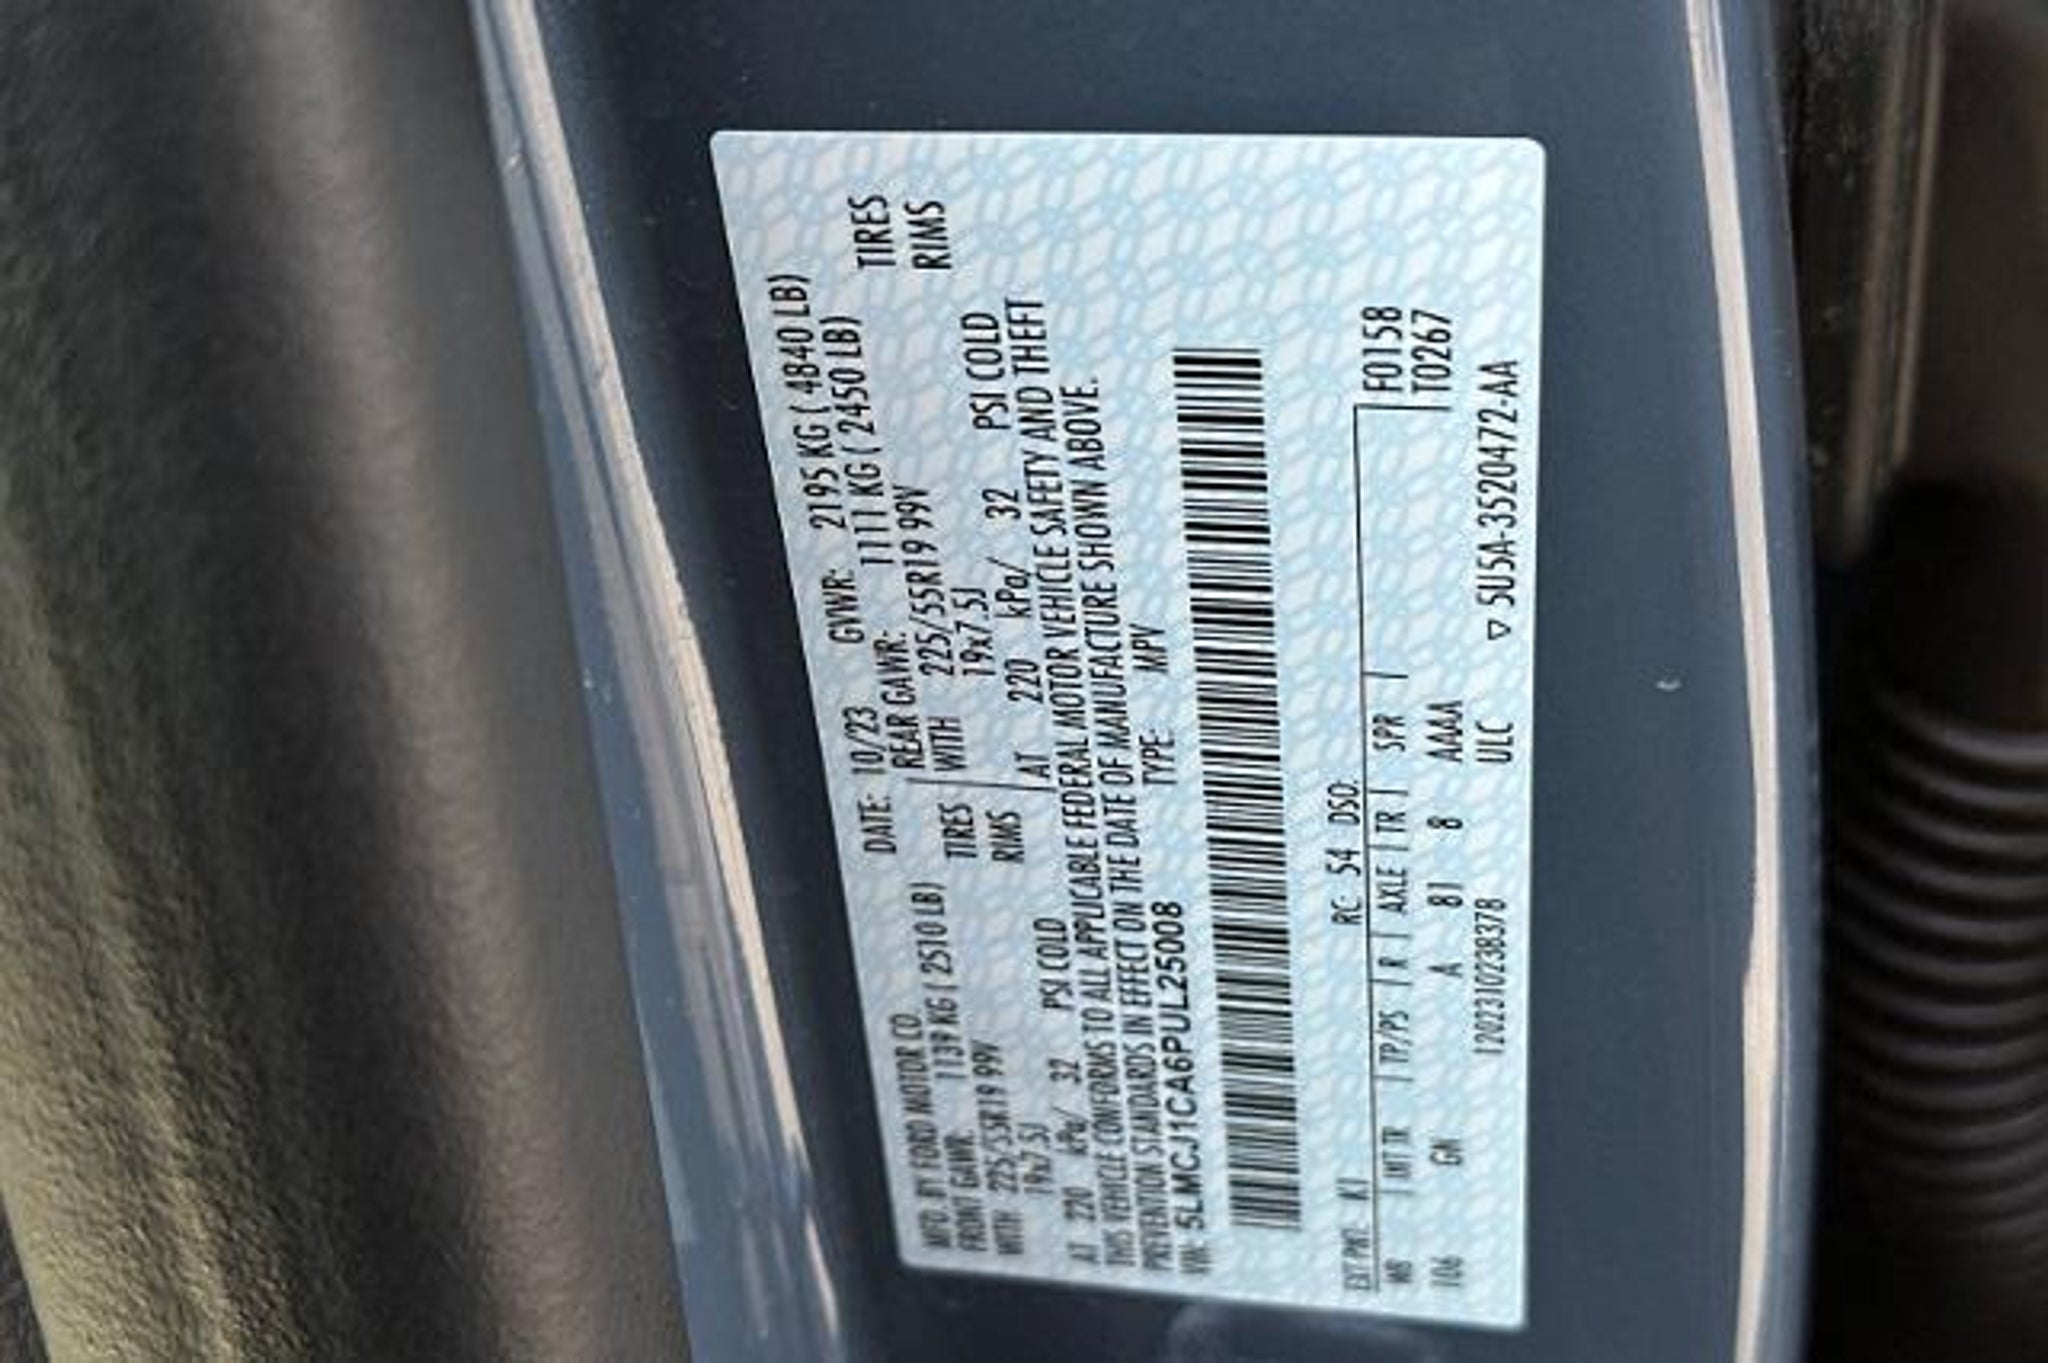 MFD. BY FORD MOTOR CO.
DATE: 10/23 GVWR: 2195 KG ( 4840 LB)
FRONT GAWR: 1139 KG ( 2510 LB) REAR GAWR: 1111 KG ( 2450 LB)
WITH 225/55R19 99V TIRES WITH 225/55R19 99V TIRES
19x7.5J RIMS 19x7.5J RIMS
AT 220 kPa/ 32 PSI COLD AT 220 kPa/ 32 PSI COLD
THIS VEHICLE CONFORMS TO ALL APPLICABLE FEDERAL MOTOR VEHICLE SAFETY AND THEFT
PREVENTION STANDARDS IN EFFECT ON THE DATE OF MANUFACTURE SHOWN ABOVE.
VIN: 5LMCJ1CA6PUL25008 TYPE: MPV
EXT PNT: K1 RC: 54 DSO: F0158
WB | INT TR | TP/PS | R | AXLE | TR | SPR | T0267
106 GN A 81 8 AAAA
120231023B378 ULC ▽ 5U5A-3520472-AA